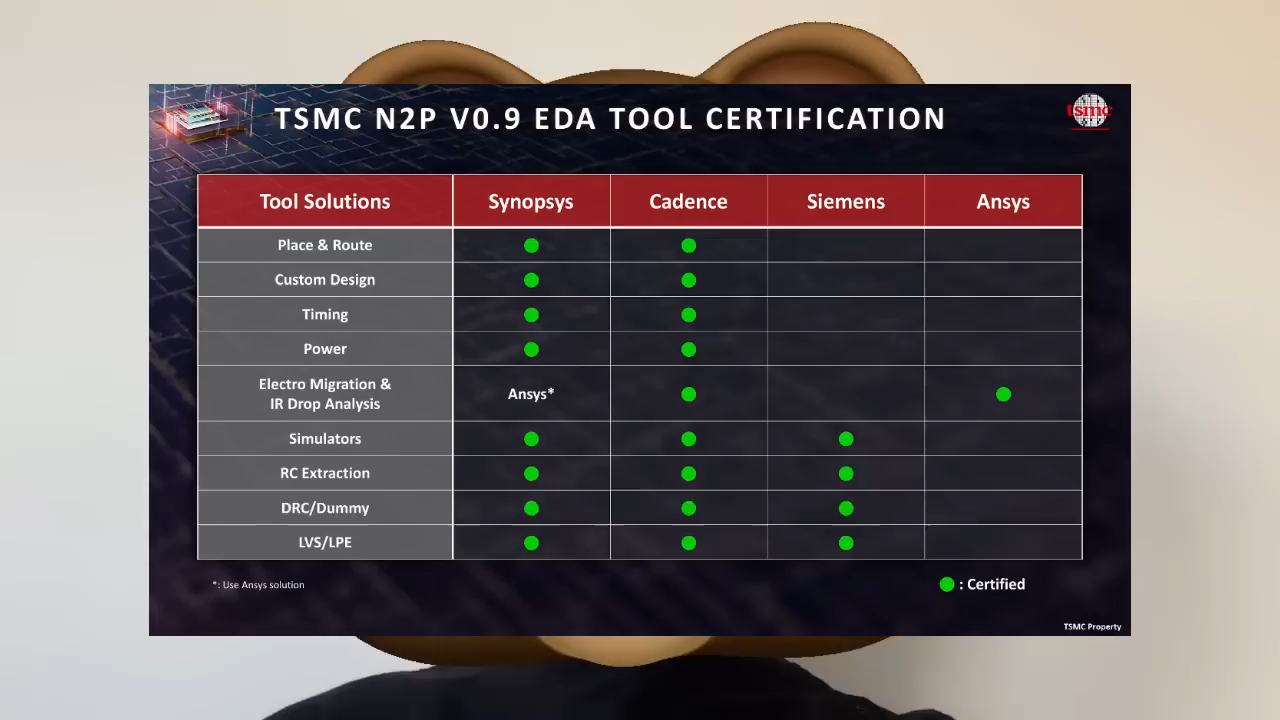 TSMC N2P V0.9 EDA TOOL CERTIFICATION
tsmc
Tool Solutions Synopsys Cadence Siemens Ansys
Place & Route
Custom Design
Timing
Power
Electro Migration &
IR Drop Analysis
Ansys*
Simulators
RC Extraction
DRC/Dummy
LVS/LPE
*: Use Ansys solution
: Certified
TSMC Property